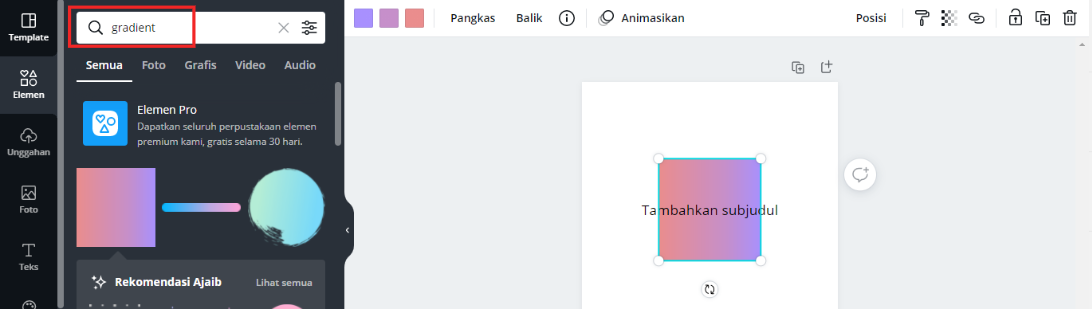 gradient
Pangkas
Balik
Animasikan
Posisi
Template
Semua
Foto
Grafis
Video
Audio
Elemen
Elemen Pro
Dapatkan seluruh perpustakaan elemen
premium kami, gratis selama 30 hari.
Unggahan
Foto
Tambahkan subjudul
Teks
Rekomendasi Ajaib
Lihat semua